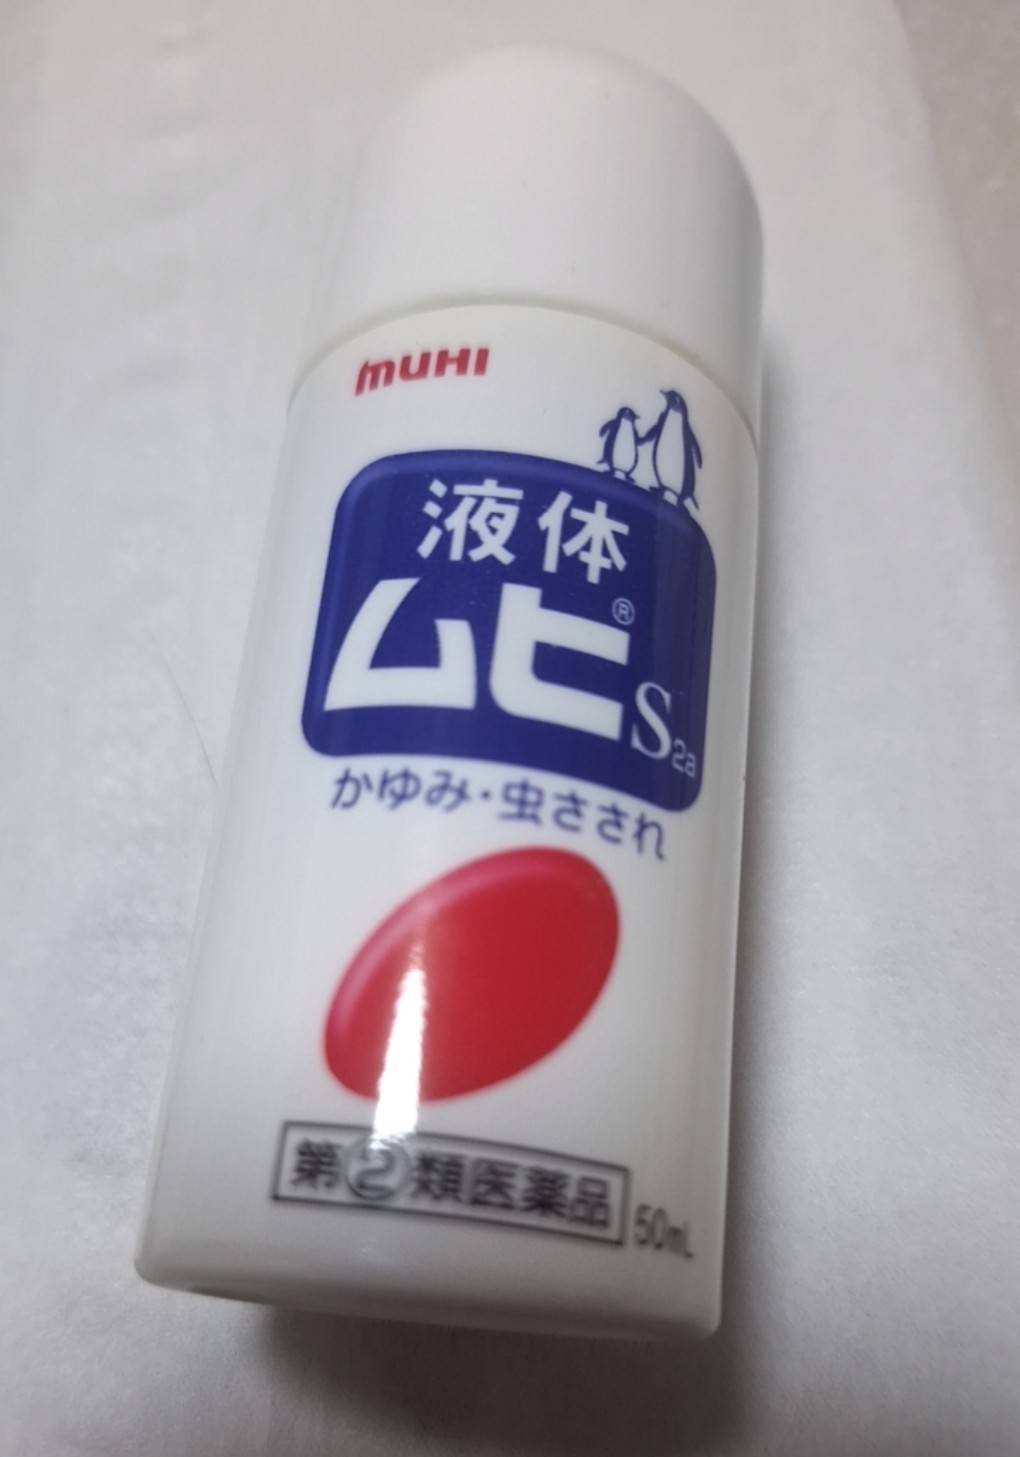 muHI
液体
ムヒ®S2a
かゆみ・虫さされ
第②類医薬品 50mL